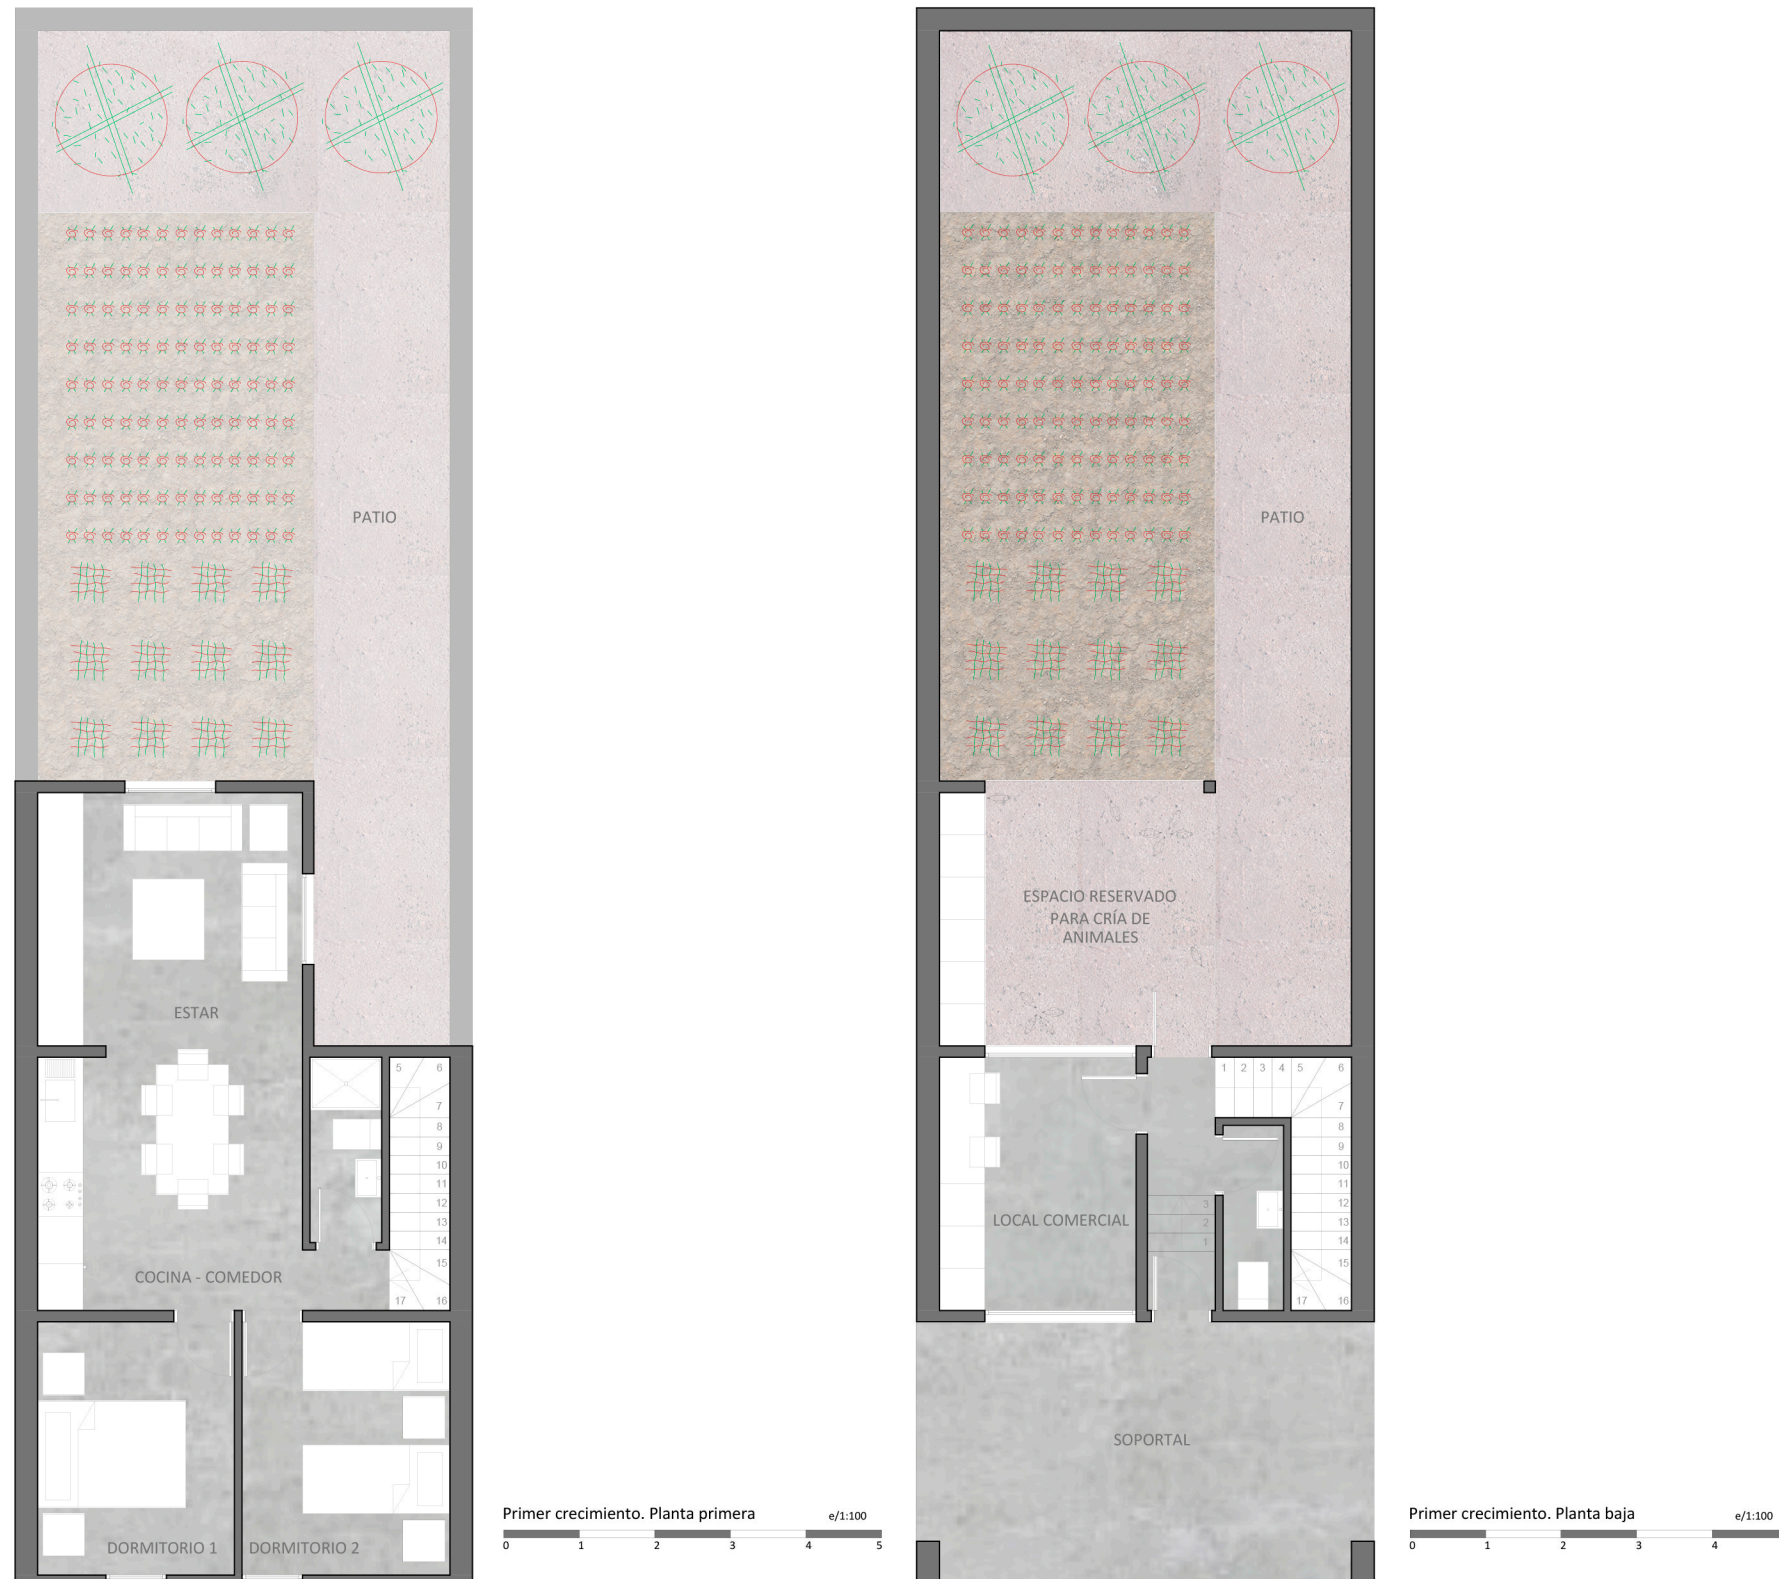 PATIO
ESTAR
COCINA - COMEDOR
DORMITORIO 1
DORMITORIO 2
5
6
7
8
9
10
11
12
13
14
15
16
17
Primer crecimiento. Planta primera
e/1:100
0 1 2 3 4 5
PATIO
ESPACIO RESERVADO
PARA CRÍA DE
ANIMALES
LOCAL COMERCIAL
1 2 3 4 5 6
7
8
9
10
11
12
13
14
15
16
17
3
2
1
SOPORTAL
Primer crecimiento. Planta baja
e/1:100
0 1 2 3 4